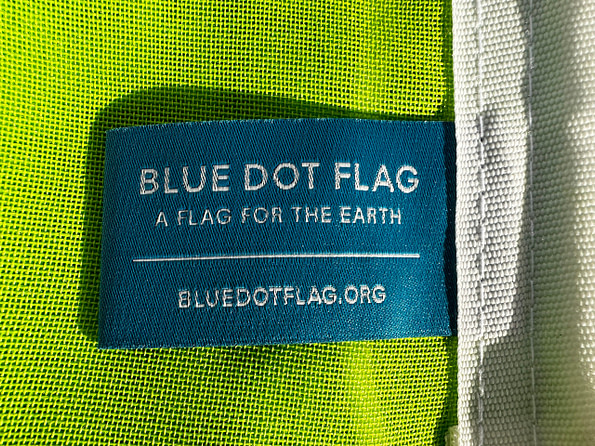 BLUE DOT FLAG
A FLAG FOR THE EARTH
BLUEDOTFLAG.ORG